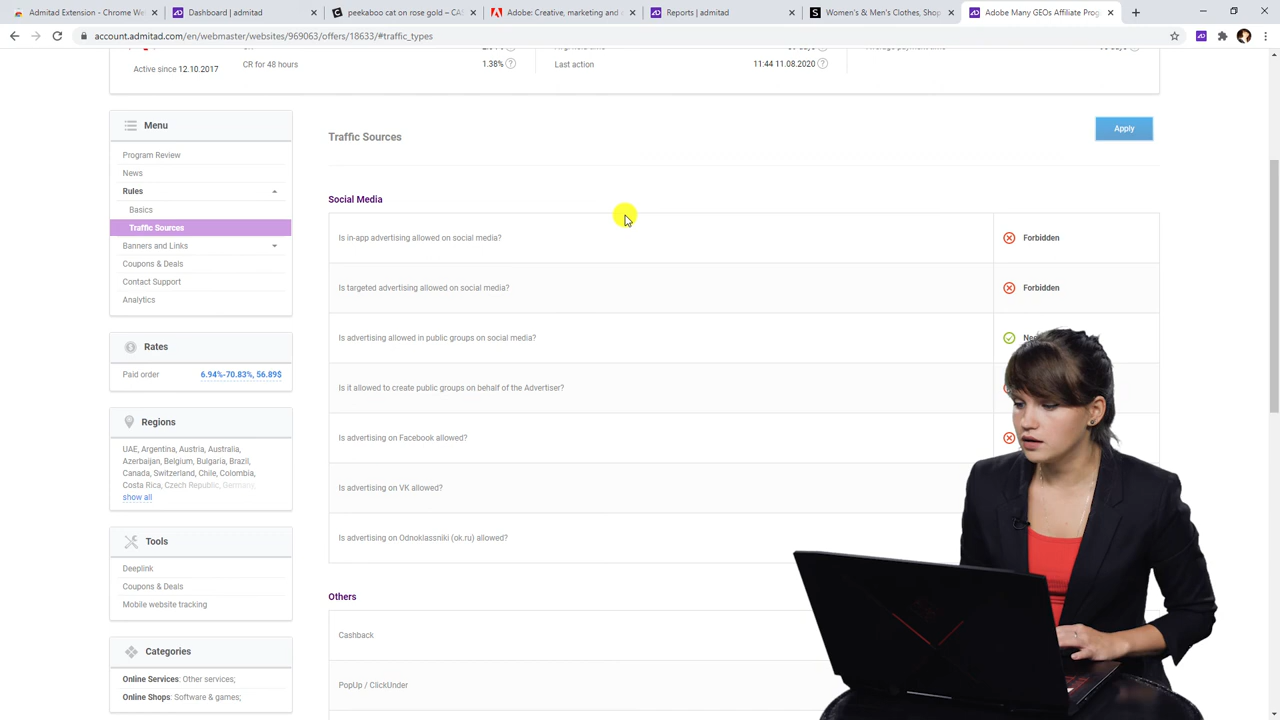 Admitad Extension - Chrome We
Dashboard | admitad
peekaboo cat on rose gold – CAS
Adobe: Creative, marketing and
Reports | admitad
Women's & Men's Clothes, Shop
Adobe Many GEOs Affiliate Prog
account.admitad.com/en/webmaster/websites/969063/offers/18633/#traffic_types
Active since 12.10.2017
CR for 48 hours 1.38%
Last action 11:44 11.08.2020
Average payment time
Menu
Program Review
News
Rules
Basics
Traffic Sources
Banners and Links
Coupons & Deals
Contact Support
Analytics
Rates
Paid order 6.94%-70.83%, 56.89$
Regions
UAE, Argentina, Austria, Australia,
Azerbaijan, Belgium, Bulgaria, Brazil,
Canada, Switzerland, Chile, Colombia,
Costa Rica, Czech Republic, Germany,
show all
Tools
Deeplink
Coupons & Deals
Mobile website tracking
Categories
Online Services: Other services;
Online Shops: Software & games;
Traffic Sources
Apply
Social Media
Is in-app advertising allowed on social media? Forbidden
Is targeted advertising allowed on social media? Forbidden
Is advertising allowed in public groups on social media?
Is it allowed to create public groups on behalf of the Advertiser?
Is advertising on Facebook allowed?
Is advertising on VK allowed?
Is advertising on Odnoklassniki (ok.ru) allowed?
Others
Cashback
PopUp / ClickUnder